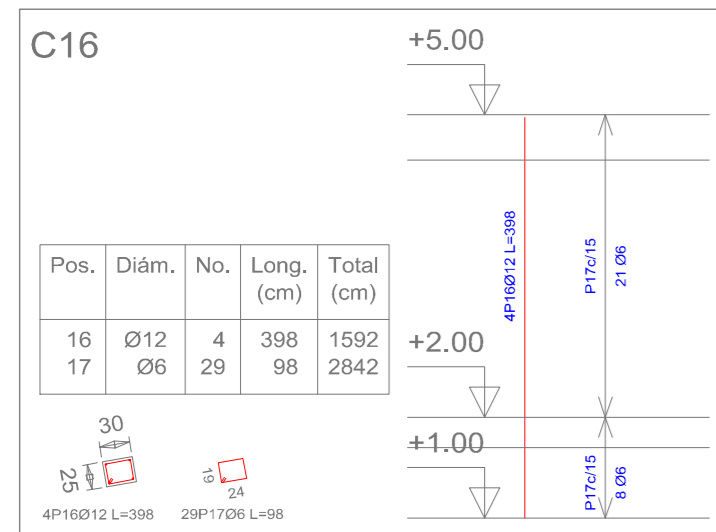 C16
+5.00
4P16Ø12 L=398
P17c/15
21 Ø6
Pos. Diám. No. Long. (cm) Total (cm)
16 Ø12 4 398 1592
17 Ø6 29 98 2842
+2.00
+1.00
P17c/15
8 Ø6
30
25
4P16Ø12 L=398
19
24
29P17Ø6 L=98